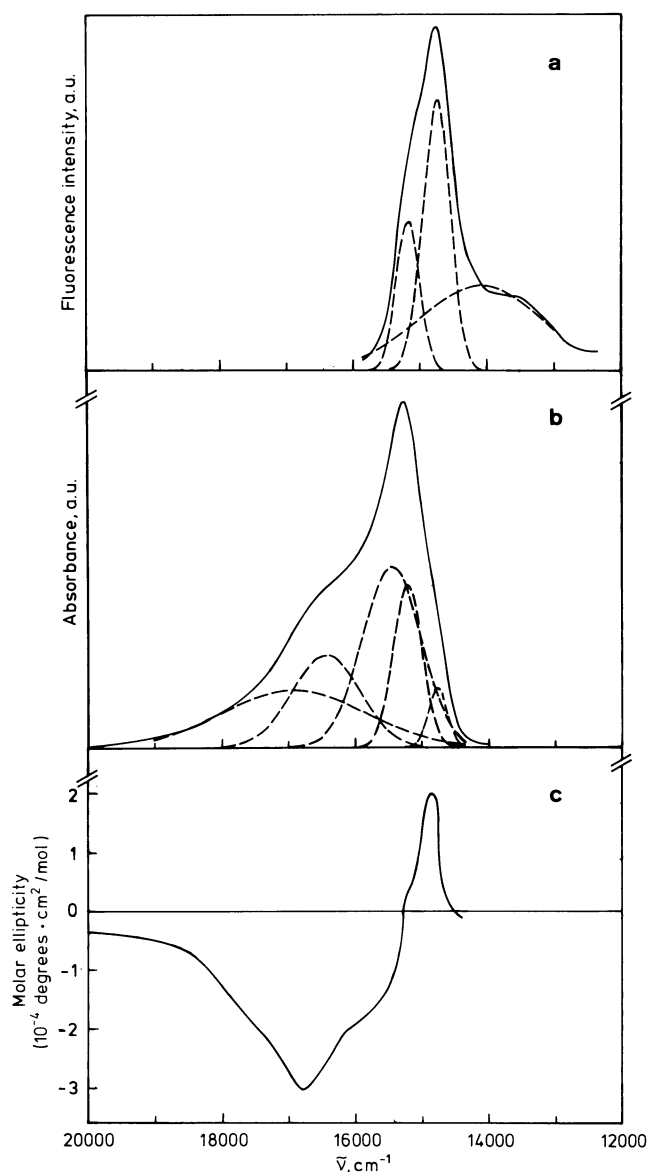 a
Fluorescence intensity, a.u.
b
Absorbance, a.u.
c
2
1
0
-1
-2
-3
Molar ellipticity
(10⁻⁴ degrees · cm²/mol)
20000 18000 16000 14000 12000
ν̃, cm⁻¹